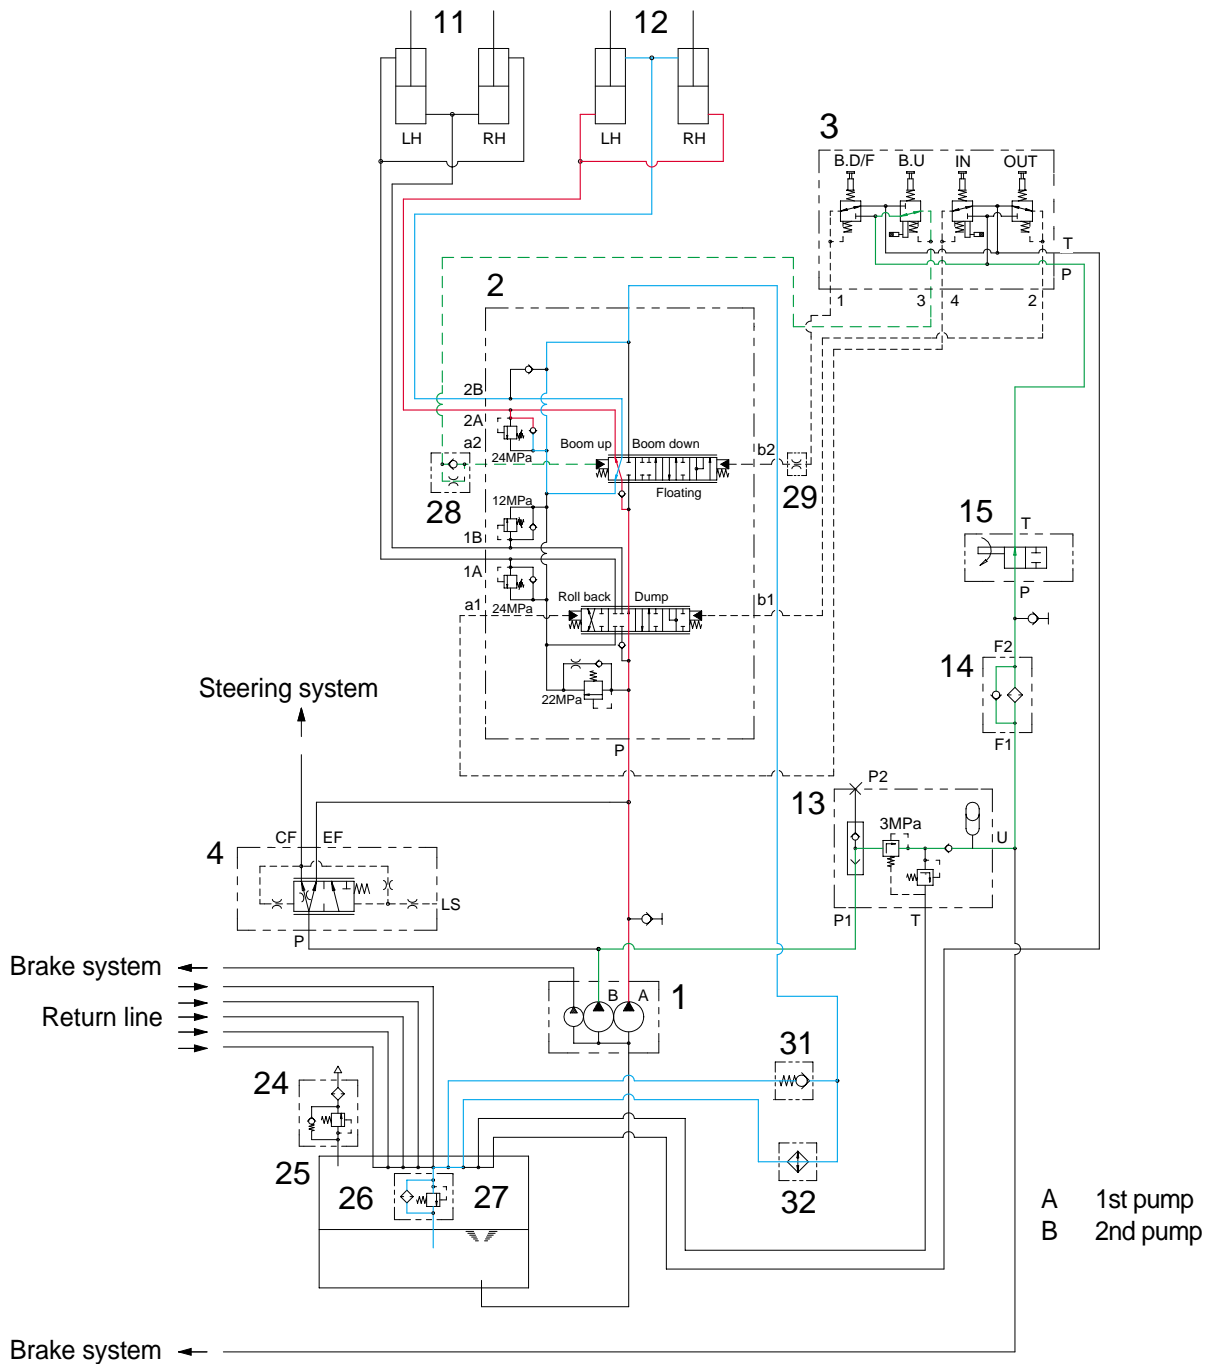 11
12
LH
RH
LH
RH
3
B.D/F
B.U
IN
OUT
T
P
1
3
4
2
2
2B
2A
a2
24MPa
Boom up
Boom down
b2
Floating
28
29
12MPa
1B
1A
a1
24MPa
Roll back
Dump
b1
22MPa
P
15
T
P
14
F2
F1
Steering system
13
P2
3MPa
U
P1
T
4
CF
EF
LS
P
Brake system
Return line
B
A
1
31
24
25
26
27
32
A 1st pump
B 2nd pump
Brake system